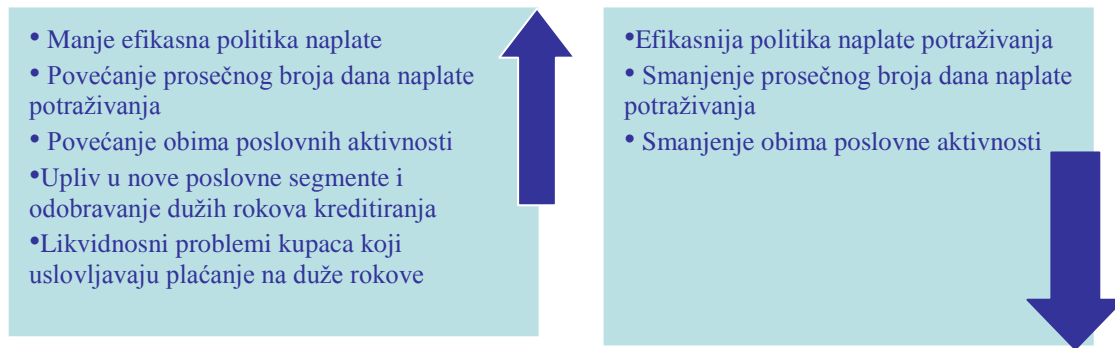 • Manje efikasna politika naplate
• Povećanje prosečnog broja dana naplate
potraživanja
• Povećanje obima poslovnih aktivnosti
•Upliv u nove poslovne segmente i
odobravanje dužih rokova kreditiranja
•Likvidnosni problemi kupaca koji
uslovljavaju plaćanje na duže rokove
•Efikasnija politika naplate potraživanja
• Smanjenje prosečnog broja dana naplate
potraživanja
• Smanjenje obima poslovne aktivnosti